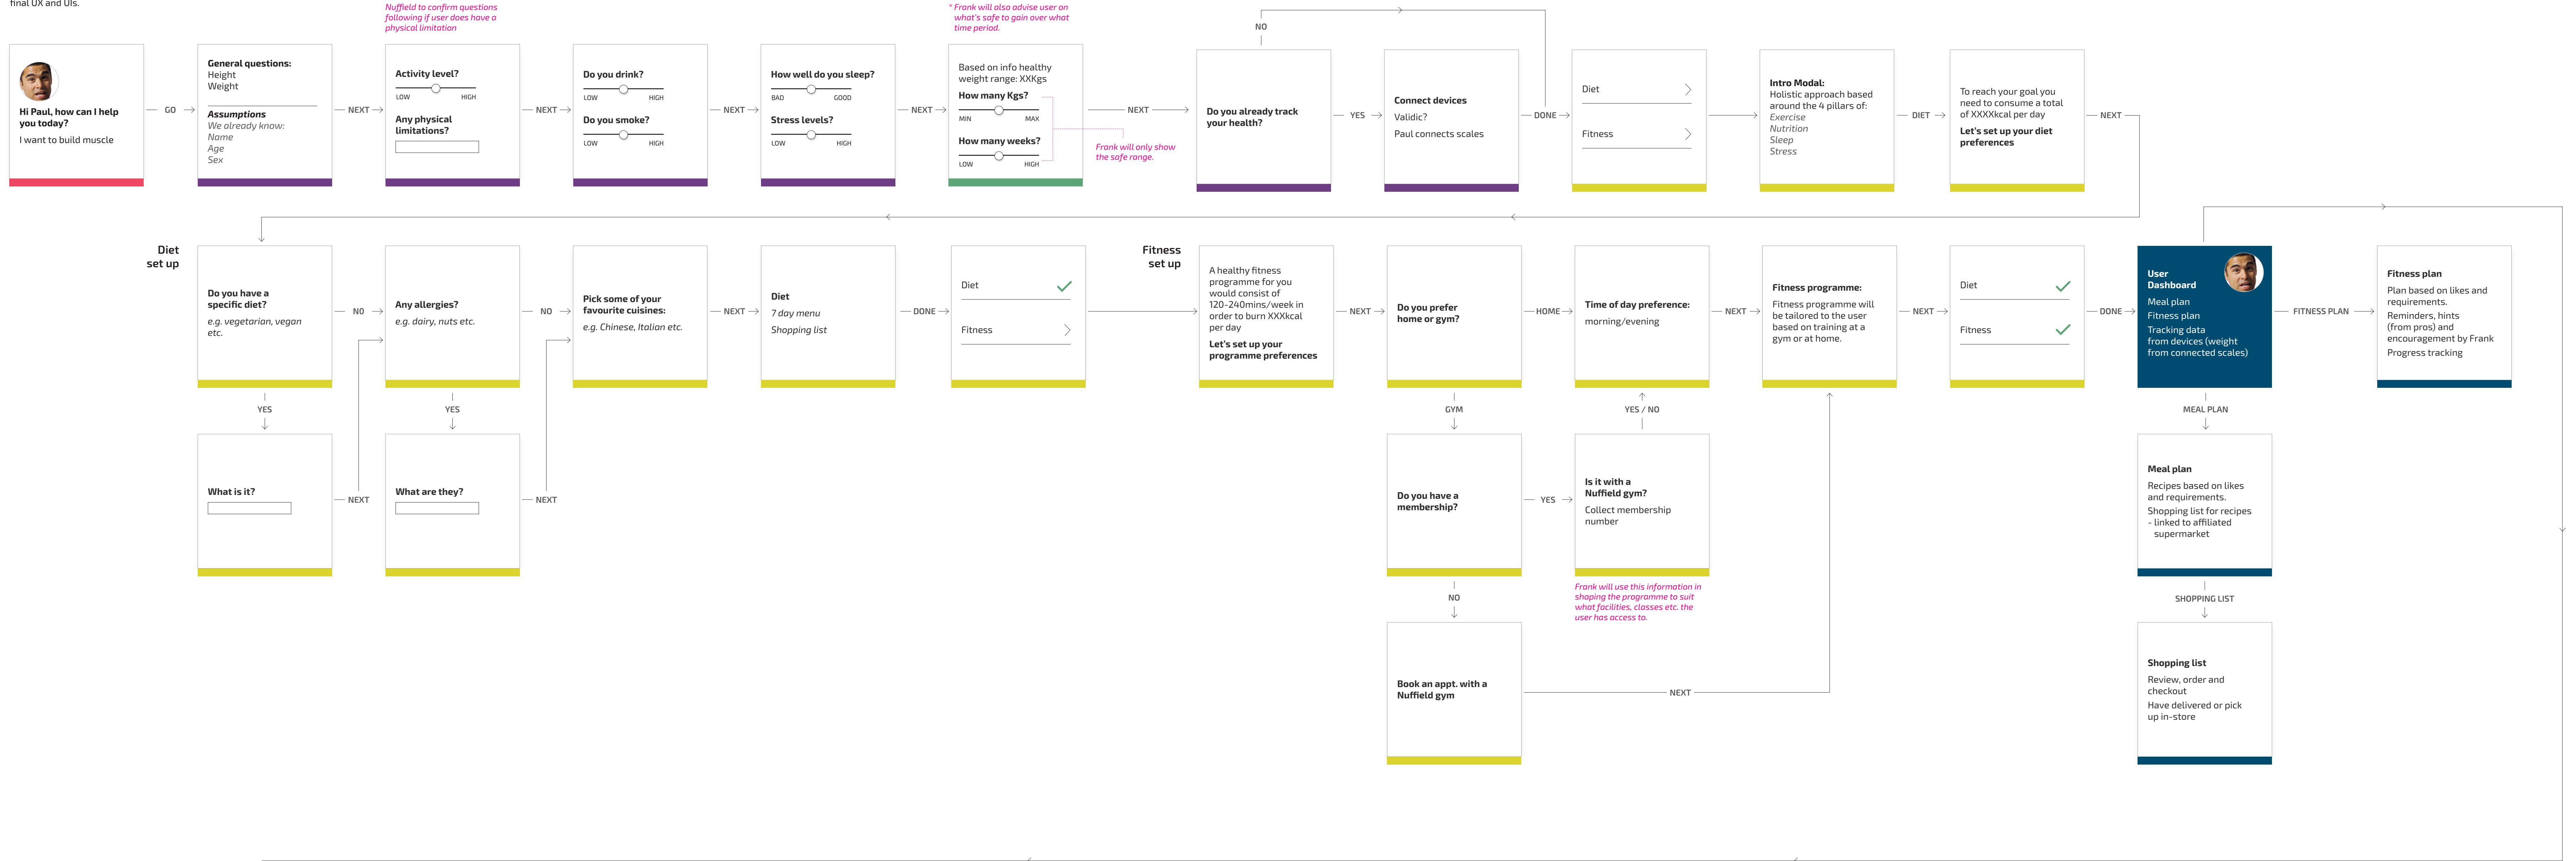 final UX and UIs.
Nuffield to confirm questions
following if user does have a
physical limitation
* Frank will also advise user on
what's safe to gain over what
time period.
Hi Paul, how can I help
you today?
I want to build muscle
GO
General questions:
Height
Weight
Assumptions
We already know:
Name
Age
Sex
NEXT
Activity level?
LOW HIGH
Any physical
limitations?
NEXT
Do you drink?
LOW HIGH
Do you smoke?
LOW HIGH
NEXT
How well do you sleep?
BAD GOOD
Stress levels?
LOW HIGH
NEXT
Based on info healthy
weight range: XXKgs
How many Kgs?
MIN MAX
How many weeks?
LOW HIGH
Frank will only show
the safe range.
NEXT
NO
Do you already track
your health?
YES
Connect devices
Validic?
Paul connects scales
DONE
Diet
Fitness
Intro Modal:
Holistic approach based
around the 4 pillars of:
Exercise
Nutrition
Sleep
Stress
DIET
To reach your goal you
need to consume a total
of XXXXkcal per day
Let's set up your diet
preferences
NEXT
Diet
set up
Do you have a
specific diet?
e.g. vegetarian, vegan
etc.
NO
Any allergies?
e.g. dairy, nuts etc.
NO
Pick some of your
favourite cuisines:
e.g. Chinese, Italian etc.
NEXT
Diet
7 day menu
Shopping list
DONE
Diet
Fitness
Fitness
set up
A healthy fitness
programme for you
would consist of
120-240mins/week in
order to burn XXXkcal
per day
Let's set up your
programme preferences
NEXT
Do you prefer
home or gym?
HOME
Time of day preference:
morning/evening
NEXT
Fitness programme:
Fitness programme will
be tailored to the user
based on training at a
gym or at home.
NEXT
Diet
Fitness
DONE
User
Dashboard
Meal plan
Fitness plan
Tracking data
from devices (weight
from connected scales)
FITNESS PLAN
Fitness plan
Plan based on likes and
requirements.
Reminders, hints
(from pros) and
encouragement by Frank
Progress tracking
YES
YES
GYM
YES / NO
MEAL PLAN
What is it?
NEXT
What are they?
NEXT
Do you have a
membership?
YES
Is it with a
Nuffield gym?
Collect membership
number
Meal plan
Recipes based on likes
and requirements.
Shopping list for recipes
- linked to affiliated
supermarket
Frank will use this information in
shaping the programme to suit
what facilities, classes etc. the
user has access to.
NO
SHOPPING LIST
Book an appt. with a
Nuffield gym
NEXT
Shopping list
Review, order and
checkout
Have delivered or pick
up in-store